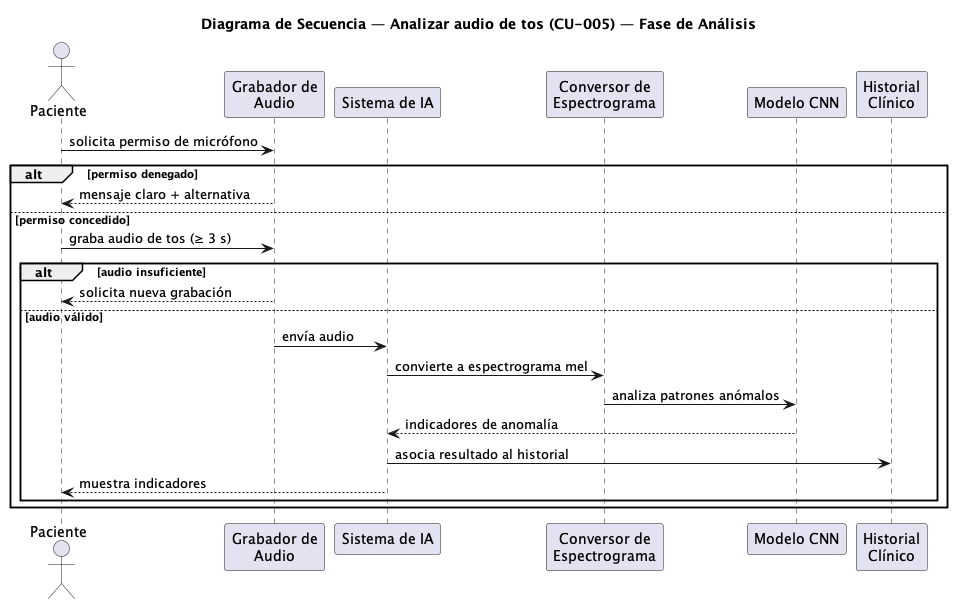 Diagrama de Secuencia — Analizar audio de tos (CU-005) — Fase de Análisis
Paciente
Grabador de
Audio
Sistema de IA
Conversor de
Espectrograma
Modelo CNN
Historial
Clínico
solicita permiso de micrófono
alt
[permiso denegado]
mensaje claro + alternativa
[permiso concedido]
graba audio de tos (≥ 3 s)
alt
[audio insuficiente]
solicita nueva grabación
[audio válido]
envía audio
convierte a espectrograma mel
analiza patrones anómalos
indicadores de anomalía
asocia resultado al historial
muestra indicadores
Paciente
Grabador de
Audio
Sistema de IA
Conversor de
Espectrograma
Modelo CNN
Historial
Clínico